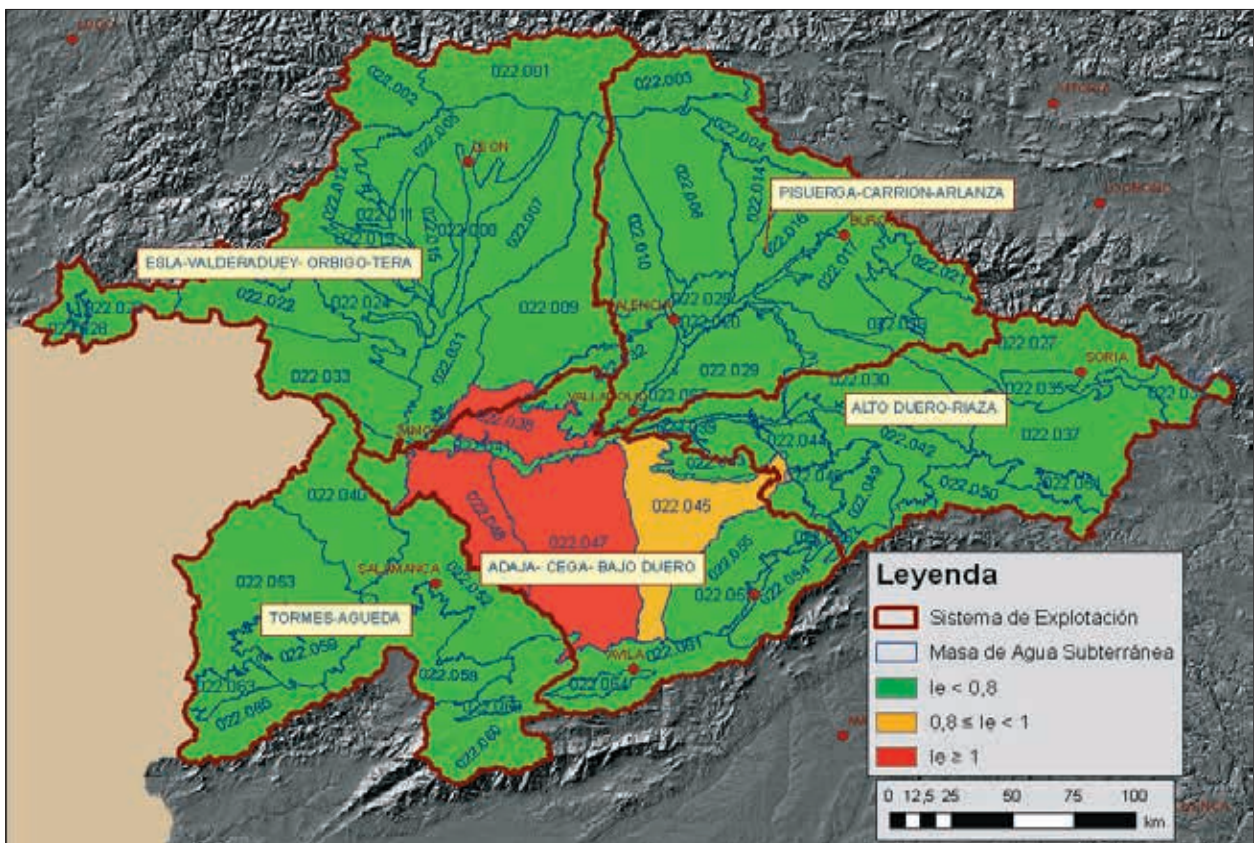 022.001
022.002
022.003
022.005
022.004
LEON
022.014
022.012
022.006
PISUERGA-CARRION-ARLANZA
022.011
022.007
022.015
022.008
022.016
BURGOS
022.017
022.010
022.021
ESLA-VALDERADUEY- ORBIGO-TERA
022.022
022.024
022.009
022.025
022.020
022.028
022.027
SORIA
022.031
022.029
022.030
022.035
022.033
ALTO DUERO-RIAZA
022.037
022.038
022.044
022.042
022.043
022.049
022.040
022.045
022.050
022.048
022.047
022.055
SALAMANCA
022.052
ADAJA- CEGA- BAJO DUERO
022.053
022.054
TORMES-AGUEDA
AVILA
022.061
022.059
022.058
022.064
022.063
022.060
VITORIA
LOGROÑO
Leyenda
Sistema de Explotación
Masa de Agua Subterránea
Ie < 0,8
0,8 ≤ Ie < 1
Ie ≥ 1
0 12,5 25 50 75 100
km